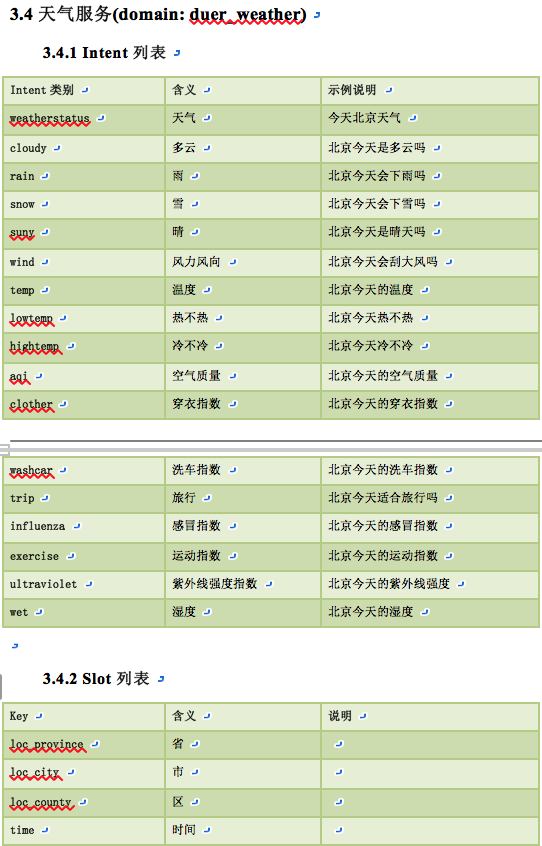 3.4 天气服务(domain: duer_weather)
3.4.1 Intent 列表
Intent 类别 含义 示例说明
weatherstatus 天气 今天北京天气
cloudy 多云 北京今天是多云吗
rain 雨 北京今天会下雨吗
snow 雪 北京今天会下雪吗
suny 晴 北京今天是晴天吗
wind 风力风向 北京今天会刮大风吗
temp 温度 北京今天的温度
lowtemp 热不热 北京今天热不热
hightemp 冷不冷 北京今天冷不冷
aqi 空气质量 北京今天的空气质量
clother 穿衣指数 北京今天的穿衣指数
washcar 洗车指数 北京今天的洗车指数
trip 旅行 北京今天适合旅行吗
influenza 感冒指数 北京今天的感冒指数
exercise 运动指数 北京今天的运动指数
ultraviolet 紫外线强度指数 北京今天的紫外线强度
wet 湿度 北京今天的湿度
3.4.2 Slot 列表
Key 含义 说明
loc_province 省
loc_city 市
loc_county 区
time 时间